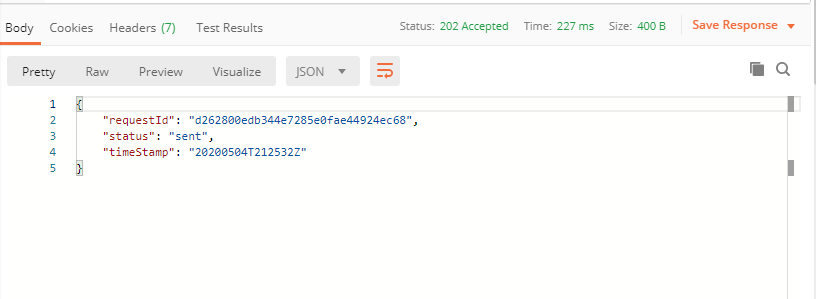 Body Cookies Headers (7) Test Results Status: 202 Accepted Time: 227 ms Size: 400 B Save Response
Pretty Raw Preview Visualize JSON
1 {
2 "requestId": "d262800edb344e7285e0fae44924ec68",
3 "status": "sent",
4 "timeStamp": "20200504T212532Z"
5 }